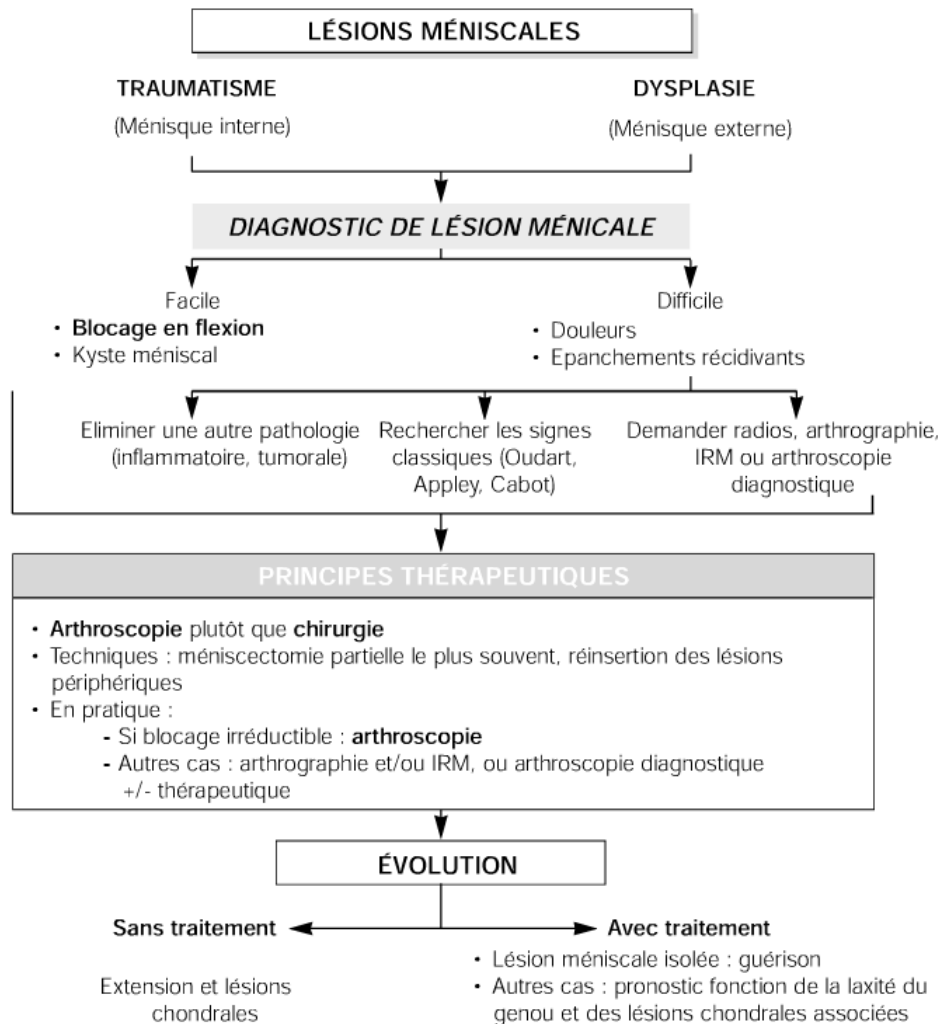 LÉSIONS MÉNISCALES
TRAUMATISME
(Ménisque interne)
DYSPLASIE
(Ménisque externe)
DIAGNOSTIC DE LÉSION MÉNICALE
Facile
• Blocage en flexion
• Kyste méniscal
Difficile
• Douleurs
• Epanchements récidivants
Eliminer une autre pathologie
(inflammatoire, tumorale)
Rechercher les signes
classiques (Oudart,
Appley, Cabot)
Demander radios, arthrographie,
IRM ou arthroscopie
diagnostique
PRINCIPES THÉRAPEUTIQUES
• Arthroscopie plutôt que chirurgie
• Techniques : méniscectomie partielle le plus souvent, réinsertion des lésions
périphériques
• En pratique :
- Si blocage irréductible : arthroscopie
- Autres cas : arthrographie et/ou IRM, ou arthroscopie diagnostique
+/- thérapeutique
ÉVOLUTION
Sans traitement
Extension et lésions
chondrales
Avec traitement
• Lésion méniscale isolée : guérison
• Autres cas : pronostic fonction de la laxité du
genou et des lésions chondrales associées